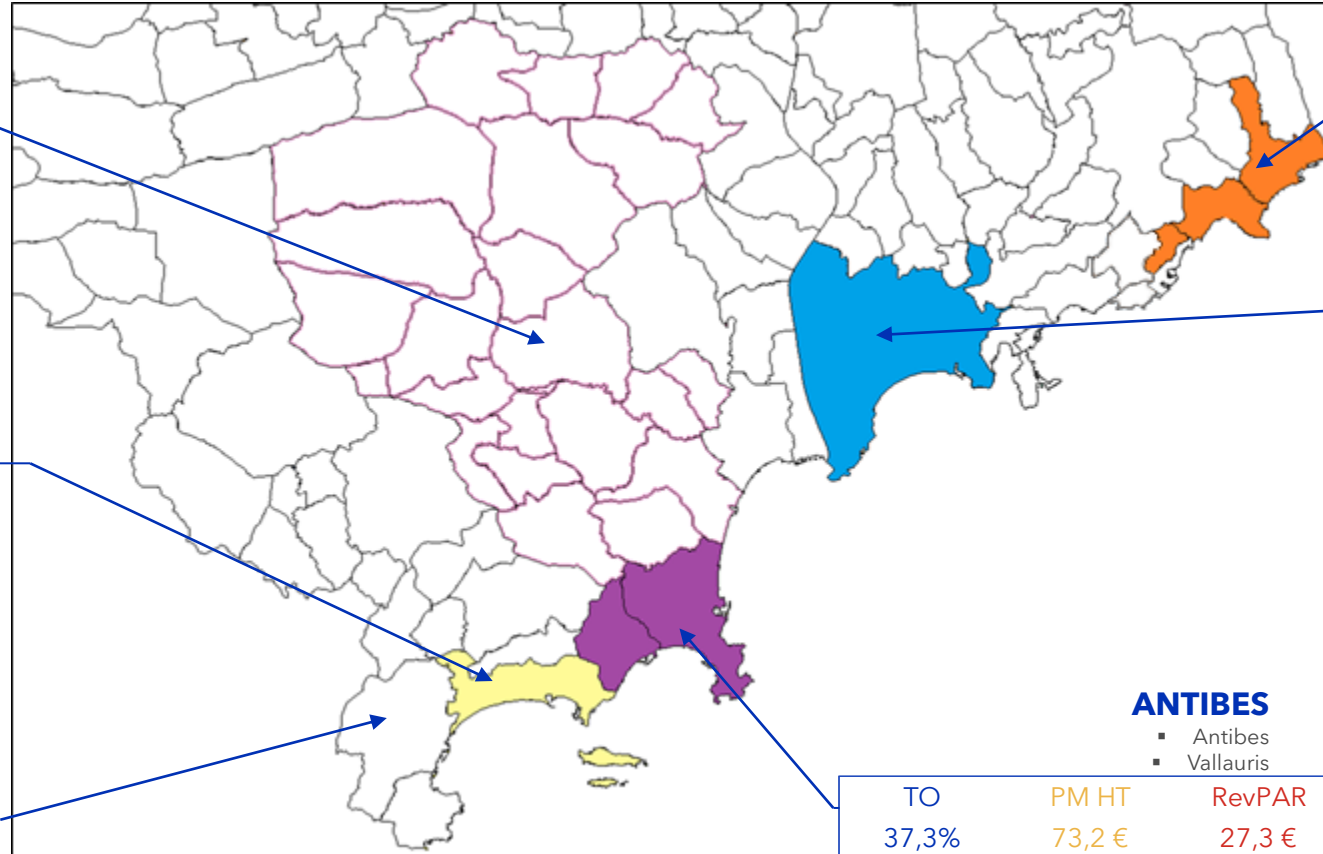 ANTIBES
▪ Antibes
▪ Vallauris
TO PM HT RevPAR
37,3% 73,2 € 27,3 €